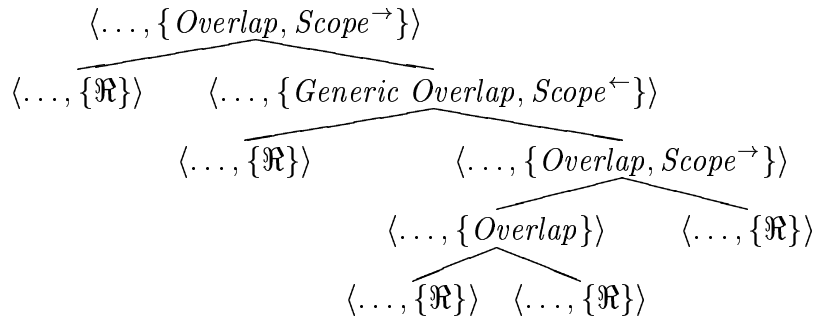 ⟨…, {Overlap, Scope→}⟩
⟨…, {ℜ}⟩ ⟨…, {Generic Overlap, Scope←}⟩
⟨…, {ℜ}⟩ ⟨…, {Overlap, Scope→}⟩
⟨…, {Overlap}⟩ ⟨…, {ℜ}⟩
⟨…, {ℜ}⟩ ⟨…, {ℜ}⟩